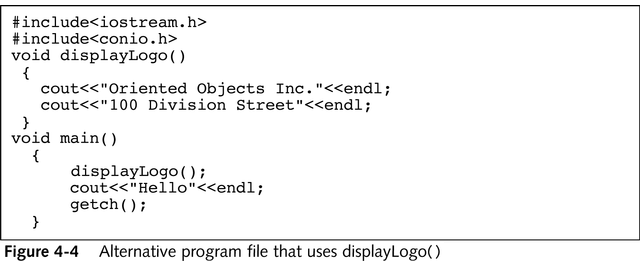 #include<iostream.h>
#include<conio.h>
void displayLogo()
{
cout<<"Oriented Objects Inc."<<endl;
cout<<"100 Division Street"<<endl;
}
void main()
{
displayLogo();
cout<<"Hello"<<endl;
getch();
}
Figure 4-4 Alternative program file that uses displayLogo()